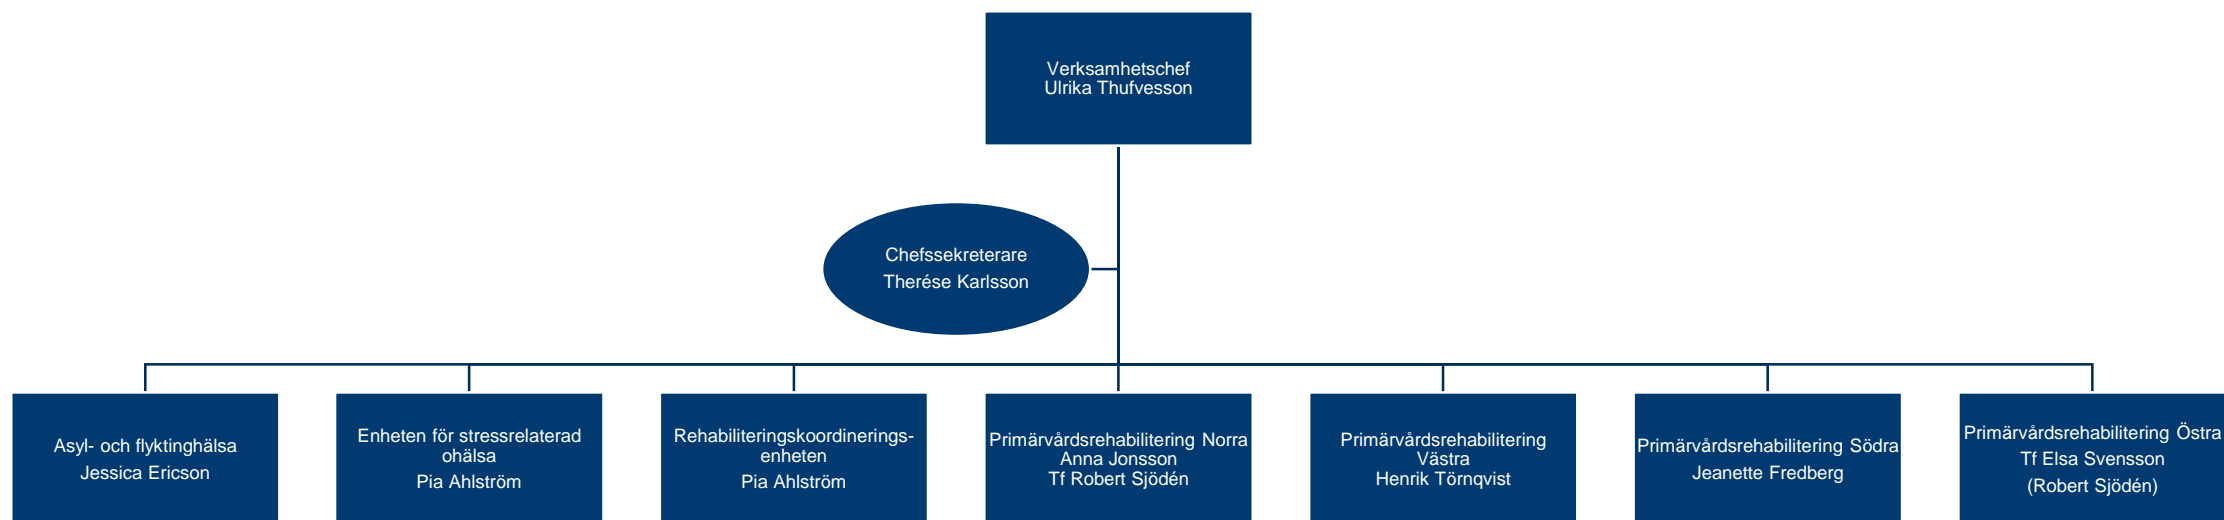 Verksamhetschef
Ulrika Thufvesson
Chefssekreterare
Therése Karlsson
Asyl- och flyktinghälsa
Jessica Ericson
Enheten för stressrelaterad
ohälsa
Pia Ahlström
Rehabiliteringskoordinerings-
enheten
Pia Ahlström
Primärvårdsrehabilitering Norra
Anna Jonsson
Tf Robert Sjödén
Primärvårdsrehabilitering
Västra
Henrik Törnqvist
Primärvårdsrehabilitering Södra
Jeanette Fredberg
Primärvårdsrehabilitering Östra
Tf Elsa Svensson
(Robert Sjödén)